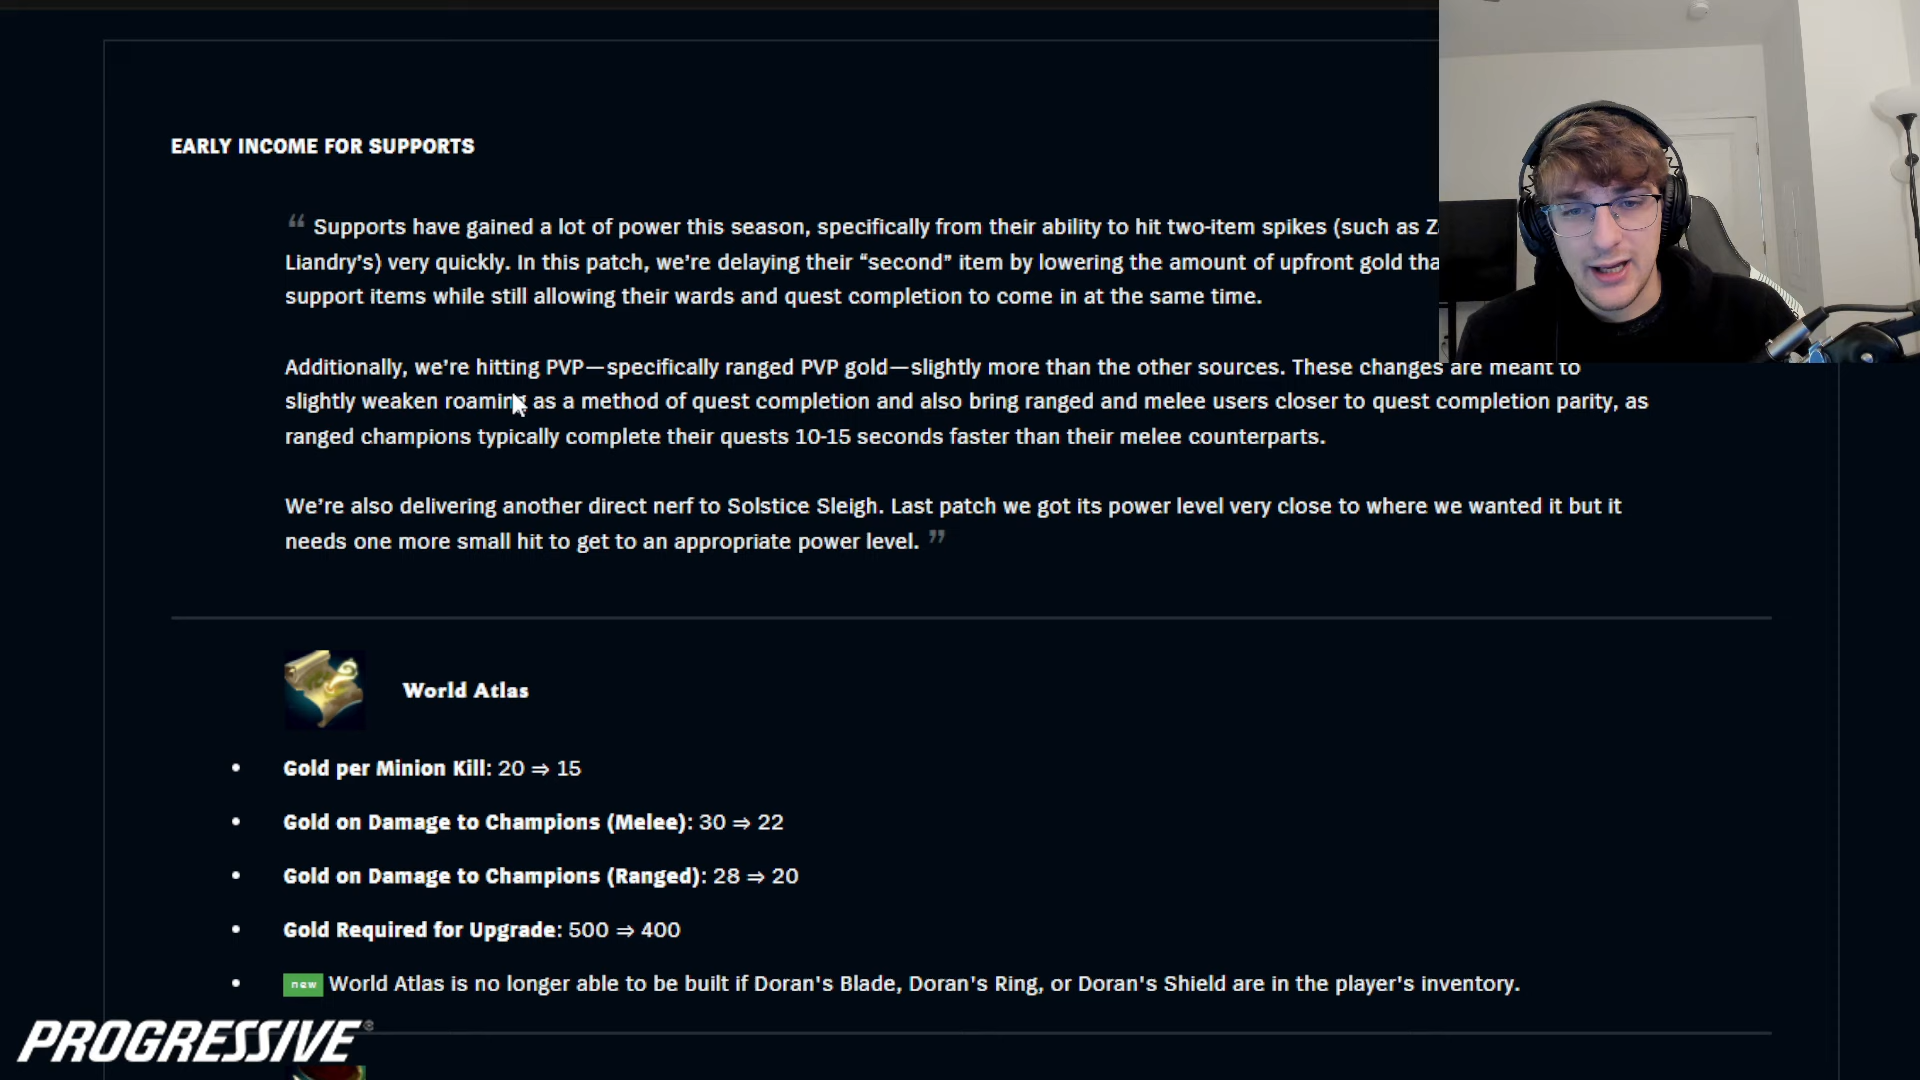 EARLY INCOME FOR SUPPORTS
“ Supports have gained a lot of power this season, specifically from their ability to hit two-item spikes (such as
Liandry’s) very quickly. In this patch, we’re delaying their “second” item by lowering the amount of upfront gold
support items while still allowing their wards and quest completion to come in at the same time.
Additionally, we’re hitting PVP—specifically ranged PVP gold—slightly more than the other sources. These changes are meant to
slightly weaken roaming as a method of quest completion and also bring ranged and melee users closer to quest completion parity, as
ranged champions typically complete their quests 10-15 seconds faster than their melee counterparts.
We’re also delivering another direct nerf to Solstice Sleigh. Last patch we got its power level very close to where we wanted it but it
needs one more small hit to get to an appropriate power level. ”
World Atlas
• Gold per Minion Kill: 20 ⇒ 15
• Gold on Damage to Champions (Melee): 30 ⇒ 22
• Gold on Damage to Champions (Ranged): 28 ⇒ 20
• Gold Required for Upgrade: 500 ⇒ 400
• new World Atlas is no longer able to be built if Doran's Blade, Doran's Ring, or Doran's Shield are in the player's inventory.
PROGRESSIVE®